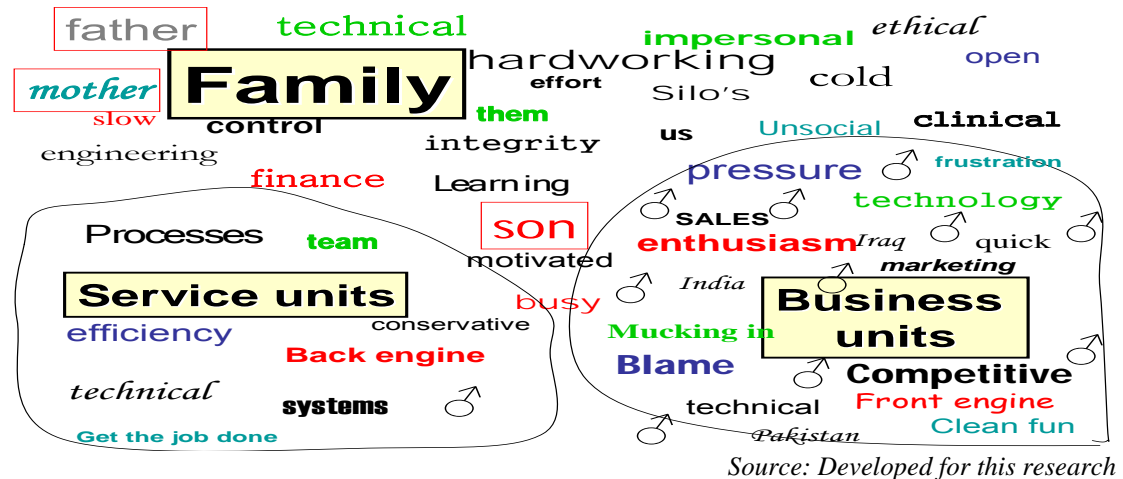 father
technical
impersonal
ethical
open
mother
Family
hardworking
effort
Silo's
cold
slow
control
them
integrity
us
Unsocial
clinical
engineering
finance
Learning
pressure
frustration
technology
son
motivated
SALES
enthusiasm
Iraq
quick
marketing
India
Business
units
busy
Mucking in
Blame
Competitive
technical
Front engine
Clean fun
Pakistan
Processes
team
Service units
efficiency
conservative
Back engine
technical
systems
Get the job done
Source: Developed for this research